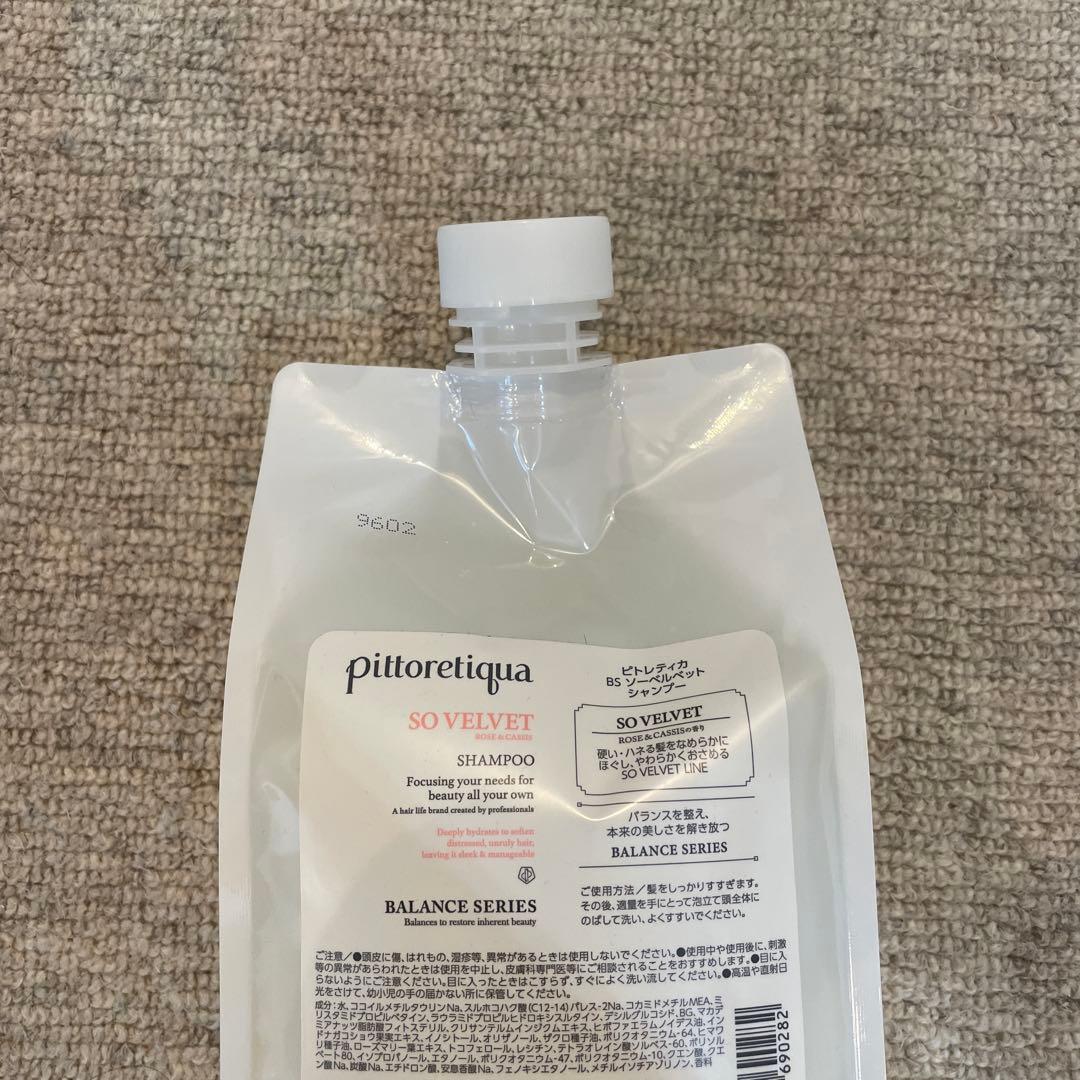 9602
pittoretiqua
SO VELVET
ROSE & CASSIS
SHAMPOO
Focusing your needs for
beauty all your own
A hair life brand created by professionals
Deeply hydrates to soften
distressed, unruly hair,
leaving it sleek & manageable
BALANCE SERIES
Balances to restore inherent beauty
ピトレティカ
BS ソーベルベット
シャンプー
SO VELVET
ROSE & CASSISの香り
硬い・ハネる髪をなめらかに
ほぐし、やわらかくおさめる
SO VELVET LINE
バランスを整え、
本来の美しさを解き放つ
BALANCE SERIES
ご使用方法／髪をしっかりすすぎます。
その後、適量を手にとって泡立て頭全体に
のばして洗い、よくすすいでください。
ご注意／●頭皮に傷、はれもの、湿疹等、異常があるときは使用しないでください。●使用中や使用後に、刺激
等の異常があらわれたときは使用を中止し、皮膚科専門医等にご相談されることをおすすめします。●目に入
らないようにご注意ください。目に入ったときはこすらず、すぐによく洗い流してください。●高温や直射日
光をさけて、幼小児の手の届かない所に保管してください。
成分：水、ココイルメチルタウリンNa、スルホコハク酸(C12-14)パレス-2Na、コカミドメチルMEA、ミ
リスタミドプロピルベタイン、ラウラミドプロピルヒドロキシスルタイン、デシルグルコシド、BG、マカデ
ミアナッツ脂肪酸フィトステリル、クリサンテルムインジクムエキス、ヒポファエラムノイデス油、イン
ドナガコショウ果実エキス、イノシトール、オリザノール、ザクロ種子油、ポリクオタニウム-64、ヒマワ
リ種子油、ローズマリー葉エキス、トコフェロール、レシチン、テトラオレイン酸ソルベス-60、ポリソル
ベート80、イソプロパノール、エタノール、ポリクオタニウム-47、ポリクオタニウム-10、クエン酸、クエ
ン酸Na、炭酸Na、エチドロン酸、安息香酸Na、フェノキシエタノール、メチルイソチアゾリノン、香料
690282